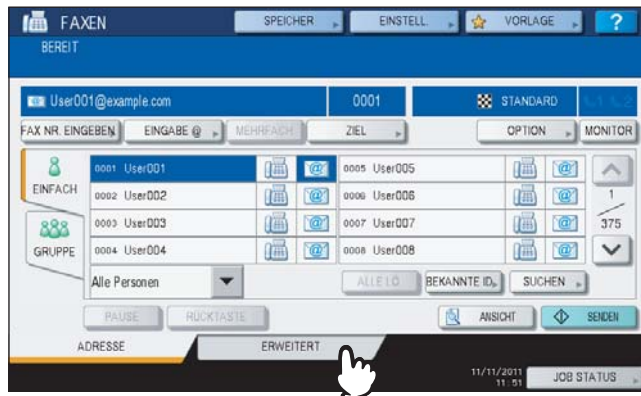 FAXEN SPEICHER EINSTELL. VORLAGE ?
BEREIT
User001@example.com 0001 STANDARD L1 L2
FAX NR. EINGEBEN EINGABE @ MEHRFACH ZIEL OPTION MONITOR
EINFACH
GRUPPE
0001 User001 0005 User005
0002 User002 0006 User006
0003 User003 0007 User007
0004 User004 0008 User008
1
375
Alle Personen ALLE LÖ BEKANNTE ID. SUCHEN
PAUSE RÜCKTASTE ANSICHT SENDEN
ADRESSE ERWEITERT
11/11/2011
11:51
JOB STATUS